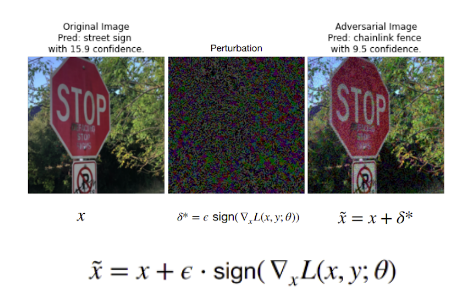 Original Image
Pred: street sign
with 15.9 confidence.
Perturbation
Adversarial Image
Pred: chainlink fence
with 9.5 confidence.
STOP
STOP
x
δ* = ϵ sign(∇ₓL(x, y; θ))
x̃ = x + δ*
x̃ = x + ϵ · sign(∇ₓL(x, y; θ)